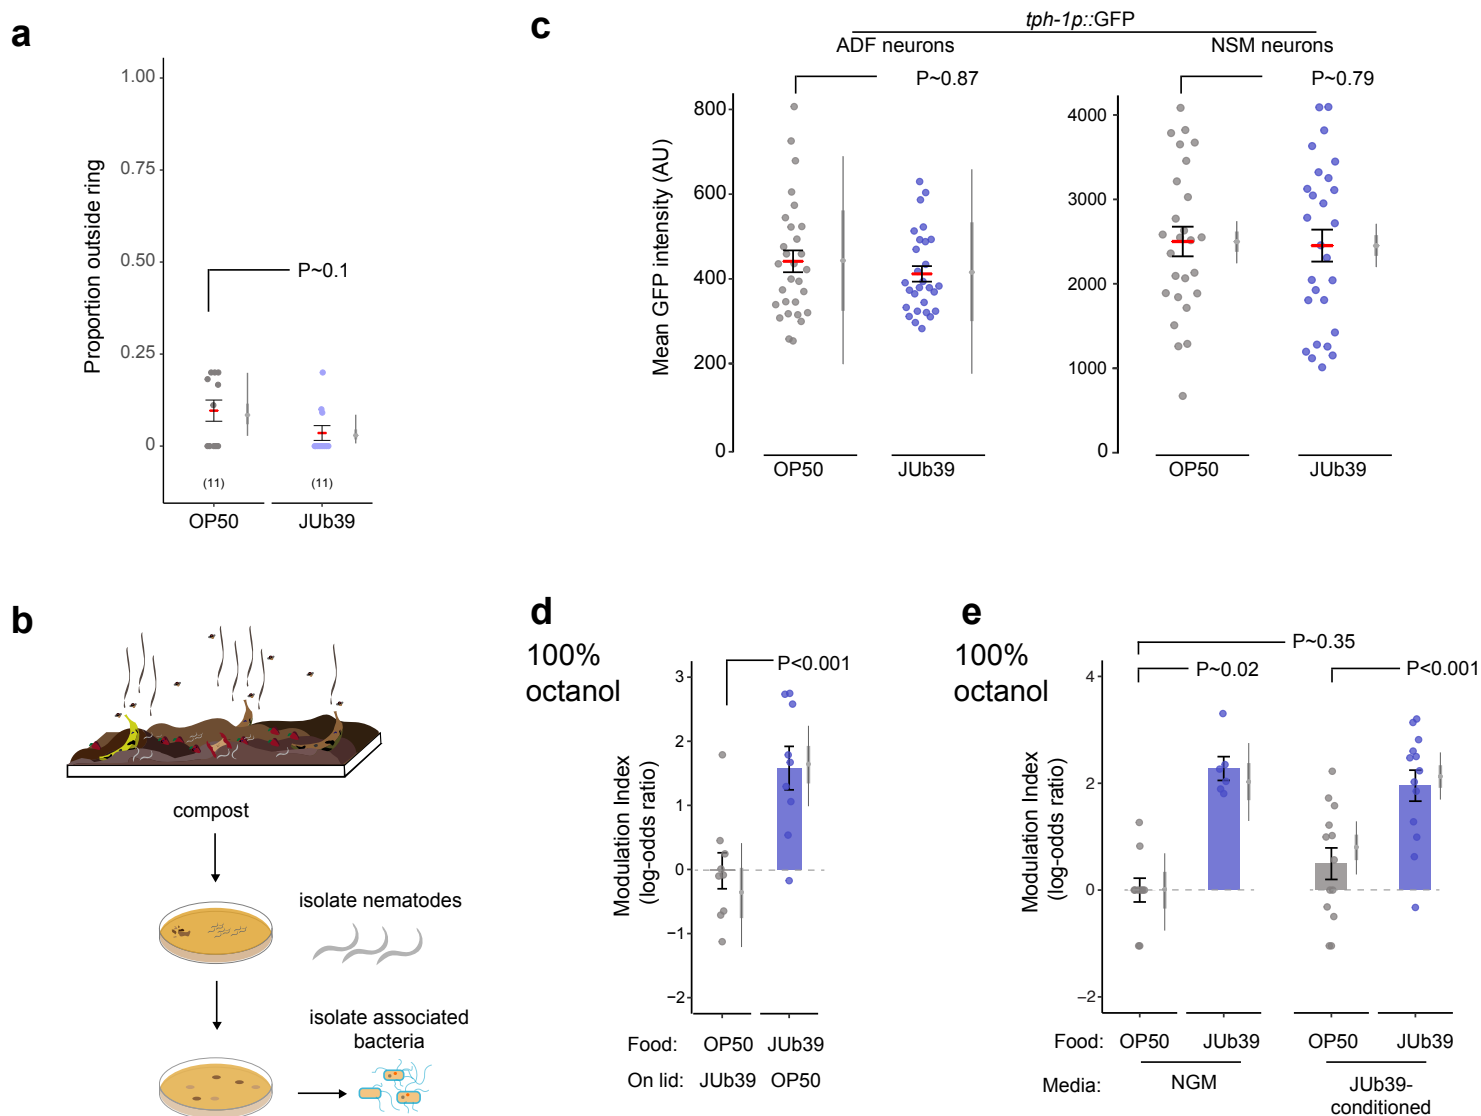 a
1.00
0.75
0.50
0.25
0
Proportion outside ring
P~0.1
(11)
(11)
OP50
JUb39
b
compost
isolate nematodes
isolate associated
bacteria
c
tph-1p::GFP
ADF neurons
NSM neurons
P~0.87
P~0.79
800
600
400
200
0
Mean GFP intensity (AU)
OP50
JUb39
4000
3000
2000
1000
0
OP50
JUb39
d
100%
octanol
P<0.001
3
2
1
0
−1
−2
Modulation Index
(log-odds ratio)
Food: OP50 JUb39
On lid: JUb39 OP50
e
100%
octanol
P~0.35
P~0.02
P<0.001
4
2
0
−2
Modulation Index
(log-odds ratio)
Food: OP50 JUb39 OP50 JUb39
Media: NGM JUb39-
conditioned